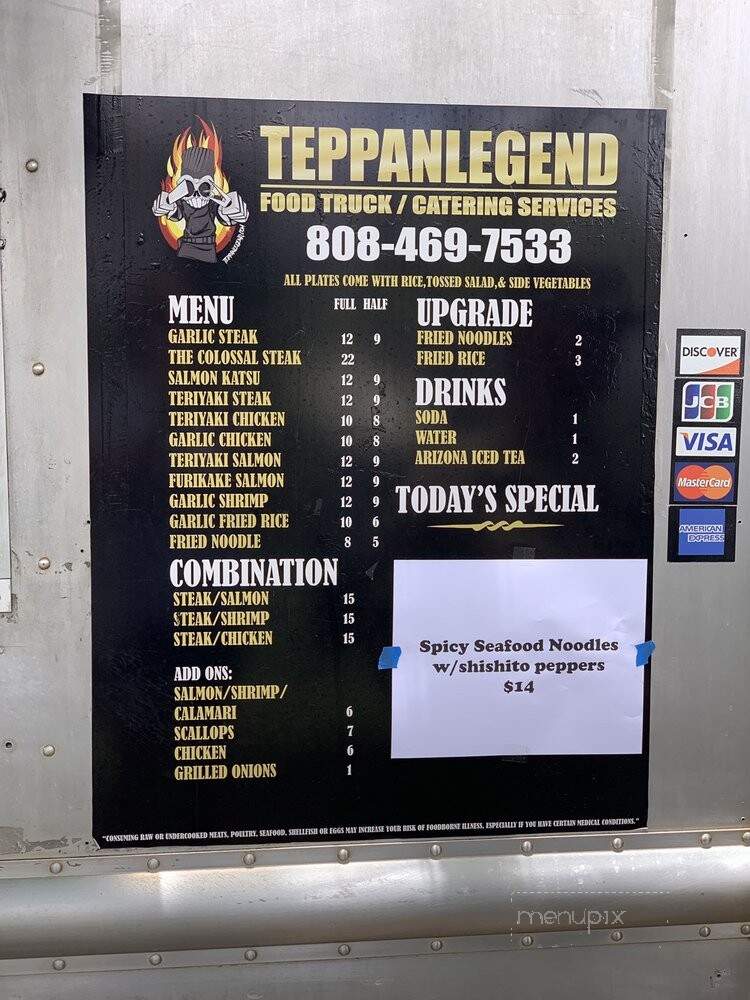 TEPPANLEGEND
FOOD TRUCK / CATERING SERVICES
808-469-7533
ALL PLATES COME WITH RICE, TOSSED SALAD, & SIDE VEGETABLES
MENU FULL HALF
GARLIC STEAK 12 9
THE COLOSSAL STEAK 22
SALMON KATSU 12 9
TERIYAKI STEAK 12 9
TERIYAKI CHICKEN 10 8
GARLIC CHICKEN 10 8
TERIYAKI SALMON 12 9
FURIKAKE SALMON 12 9
GARLIC SHRIMP 12 9
GARLIC FRIED RICE 10 6
FRIED NOODLE 8 5
COMBINATION
STEAK/SALMON 15
STEAK/SHRIMP 15
STEAK/CHICKEN 15
ADD ONS:
SALMON/SHRIMP/
CALAMARI 6
SCALLOPS 7
CHICKEN 6
GRILLED ONIONS 1
UPGRADE
FRIED NOODLES 2
FRIED RICE 3
DRINKS
SODA 1
WATER 1
ARIZONA ICED TEA 2
TODAY'S SPECIAL
Spicy Seafood Noodles
w/shishito peppers
$14
"CONSUMING RAW OR UNDERCOOKED MEATS, POULTRY, SEAFOOD, SHELLFISH OR EGGS MAY INCREASE YOUR RISK OF FOODBORNE ILLNESS, ESPECIALLY IF YOU HAVE CERTAIN MEDICAL CONDITIONS."
DISCOVER
JCB
VISA
MasterCard
AMERICAN
EXPRESS
menupix